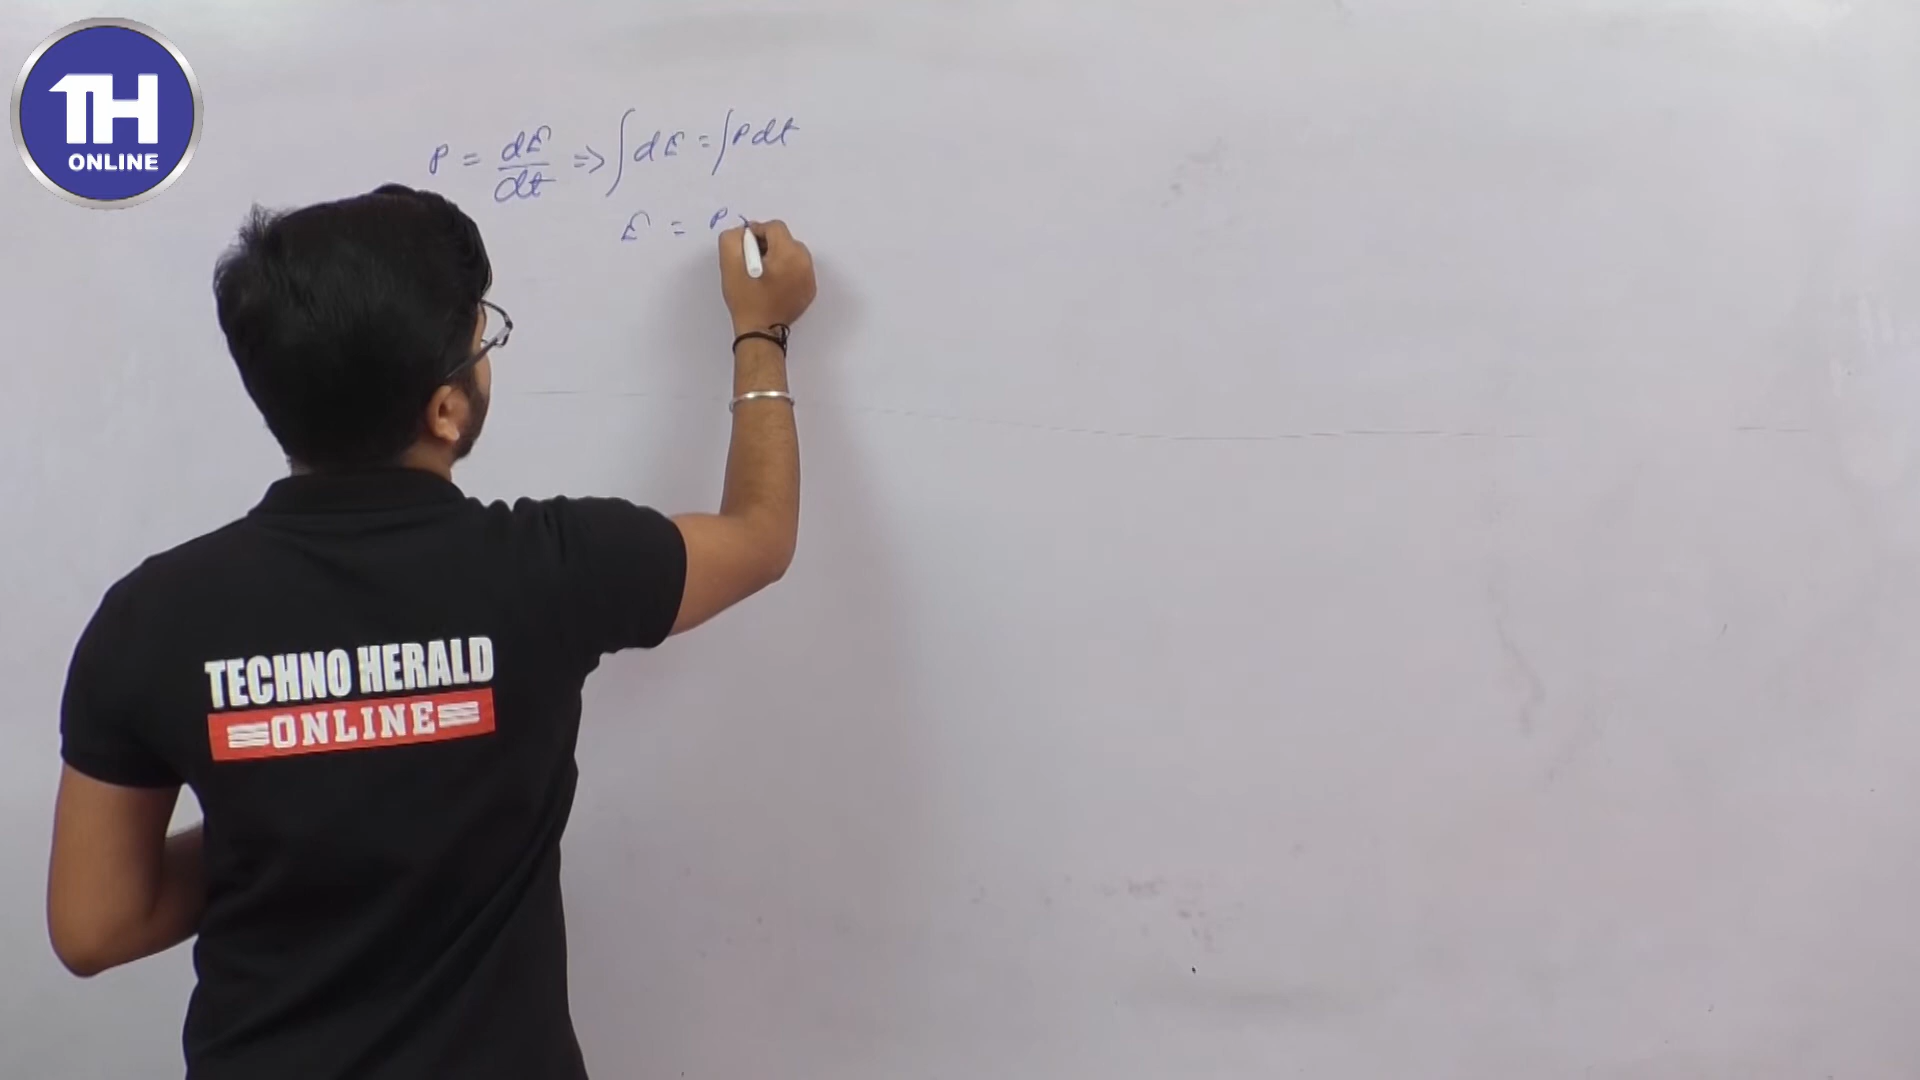 TH
ONLINE
P = dE/dt ⇒ ∫dE = ∫Pdt
E = P
TECHNO HERALD
ONLINE